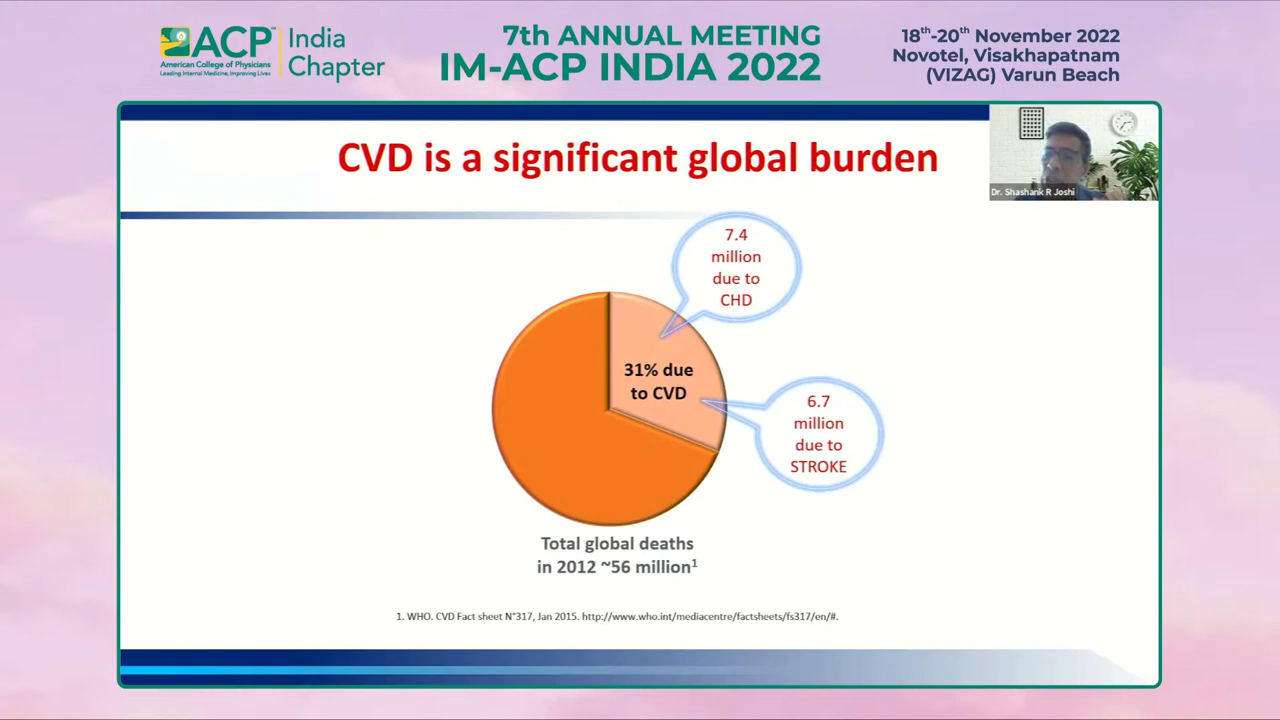 ACP™
American College of Physicians
Leading Internal Medicine, Improving Lives
India
Chapter
7th ANNUAL MEETING
IM-ACP INDIA 2022
18th-20th November 2022
Novotel, Visakhapatnam
(VIZAG) Varun Beach
CVD is a significant global burden
Dr. Shashank R Joshi
7.4
million
due to
CHD
31% due
to CVD
6.7
million
due to
STROKE
Total global deaths
in 2012 ~56 million1
1. WHO. CVD Fact sheet N°317, Jan 2015. http://www.who.int/mediacentre/factsheets/fs317/en/#.